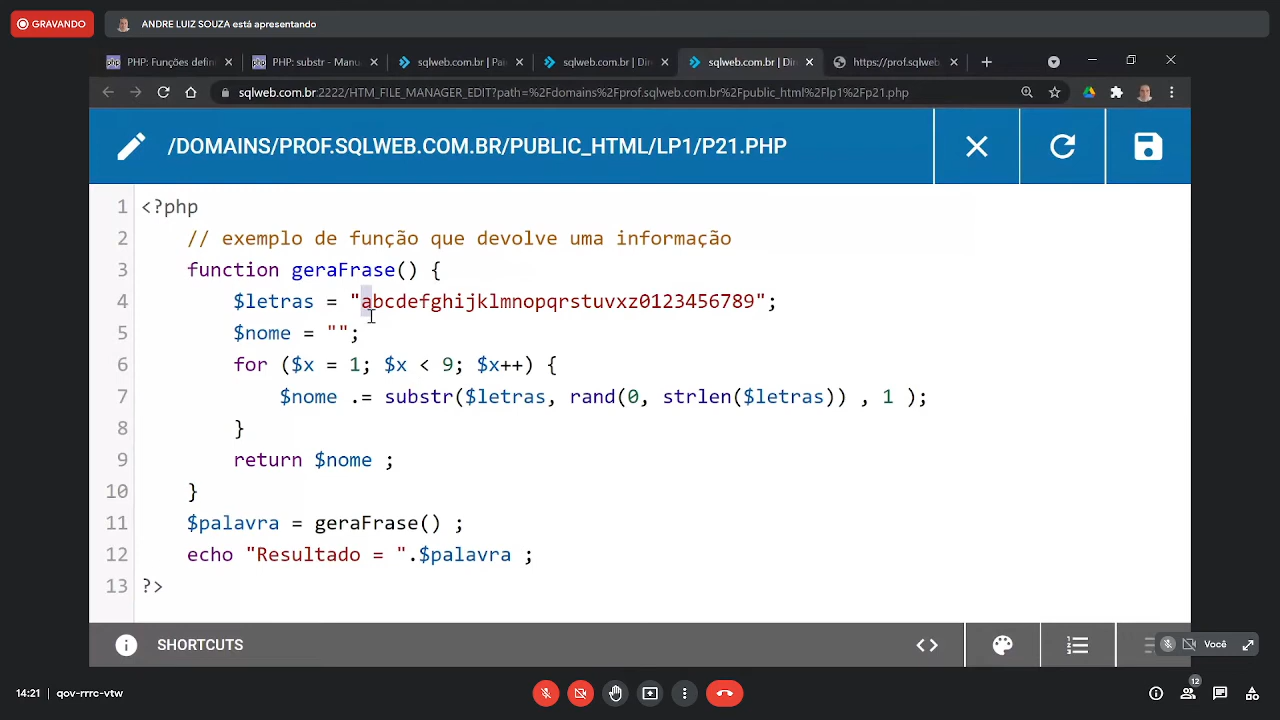 GRAVANDO
ANDRE LUIZ SOUZA está apresentando
PHP: Funções defin
PHP: substr - Manu
sqlweb.com.br | Pai
sqlweb.com.br | Dir
sqlweb.com.br | Dir
https://prof.sqlweb
sqlweb.com.br:2222/HTM_FILE_MANAGER_EDIT?path=%2Fdomains%2Fprof.sqlweb.com.br%2Fpublic_html%2Flp1%2Fp21.php
/DOMAINS/PROF.SQLWEB.COM.BR/PUBLIC_HTML/LP1/P21.PHP
1 <?php
2 // exemplo de função que devolve uma informação
3 function geraFrase() {
4 $letras = "abcdefghijklmnopqrstuvxz0123456789";
5 $nome = "";
6 for ($x = 1; $x < 9; $x++) {
7 $nome .= substr($letras, rand(0, strlen($letras)) , 1 );
8 }
9 return $nome ;
10 }
11 $palavra = geraFrase() ;
12 echo "Resultado = ".$palavra ;
13 ?>
SHORTCUTS
Você
14:21 | qov-rrrc-vtw
12